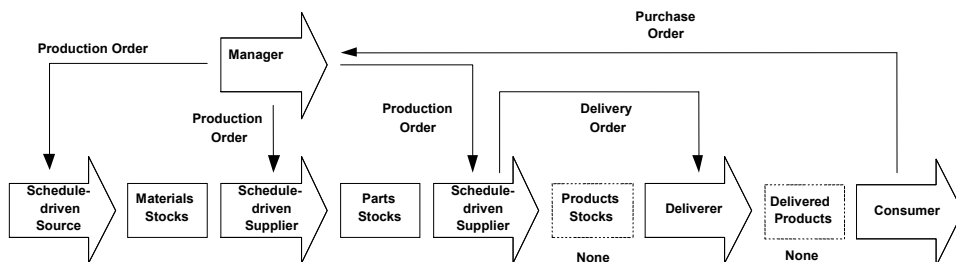 Purchase
Order
Production Order
Manager
Production
Order
Production
Order
Delivery
Order
Schedule-
driven
Source
Materials
Stocks
Schedule-
driven
Supplier
Parts
Stocks
Schedule-
driven
Supplier
Products
Stocks
Deliverer
Delivered
Products
Consumer
None
None